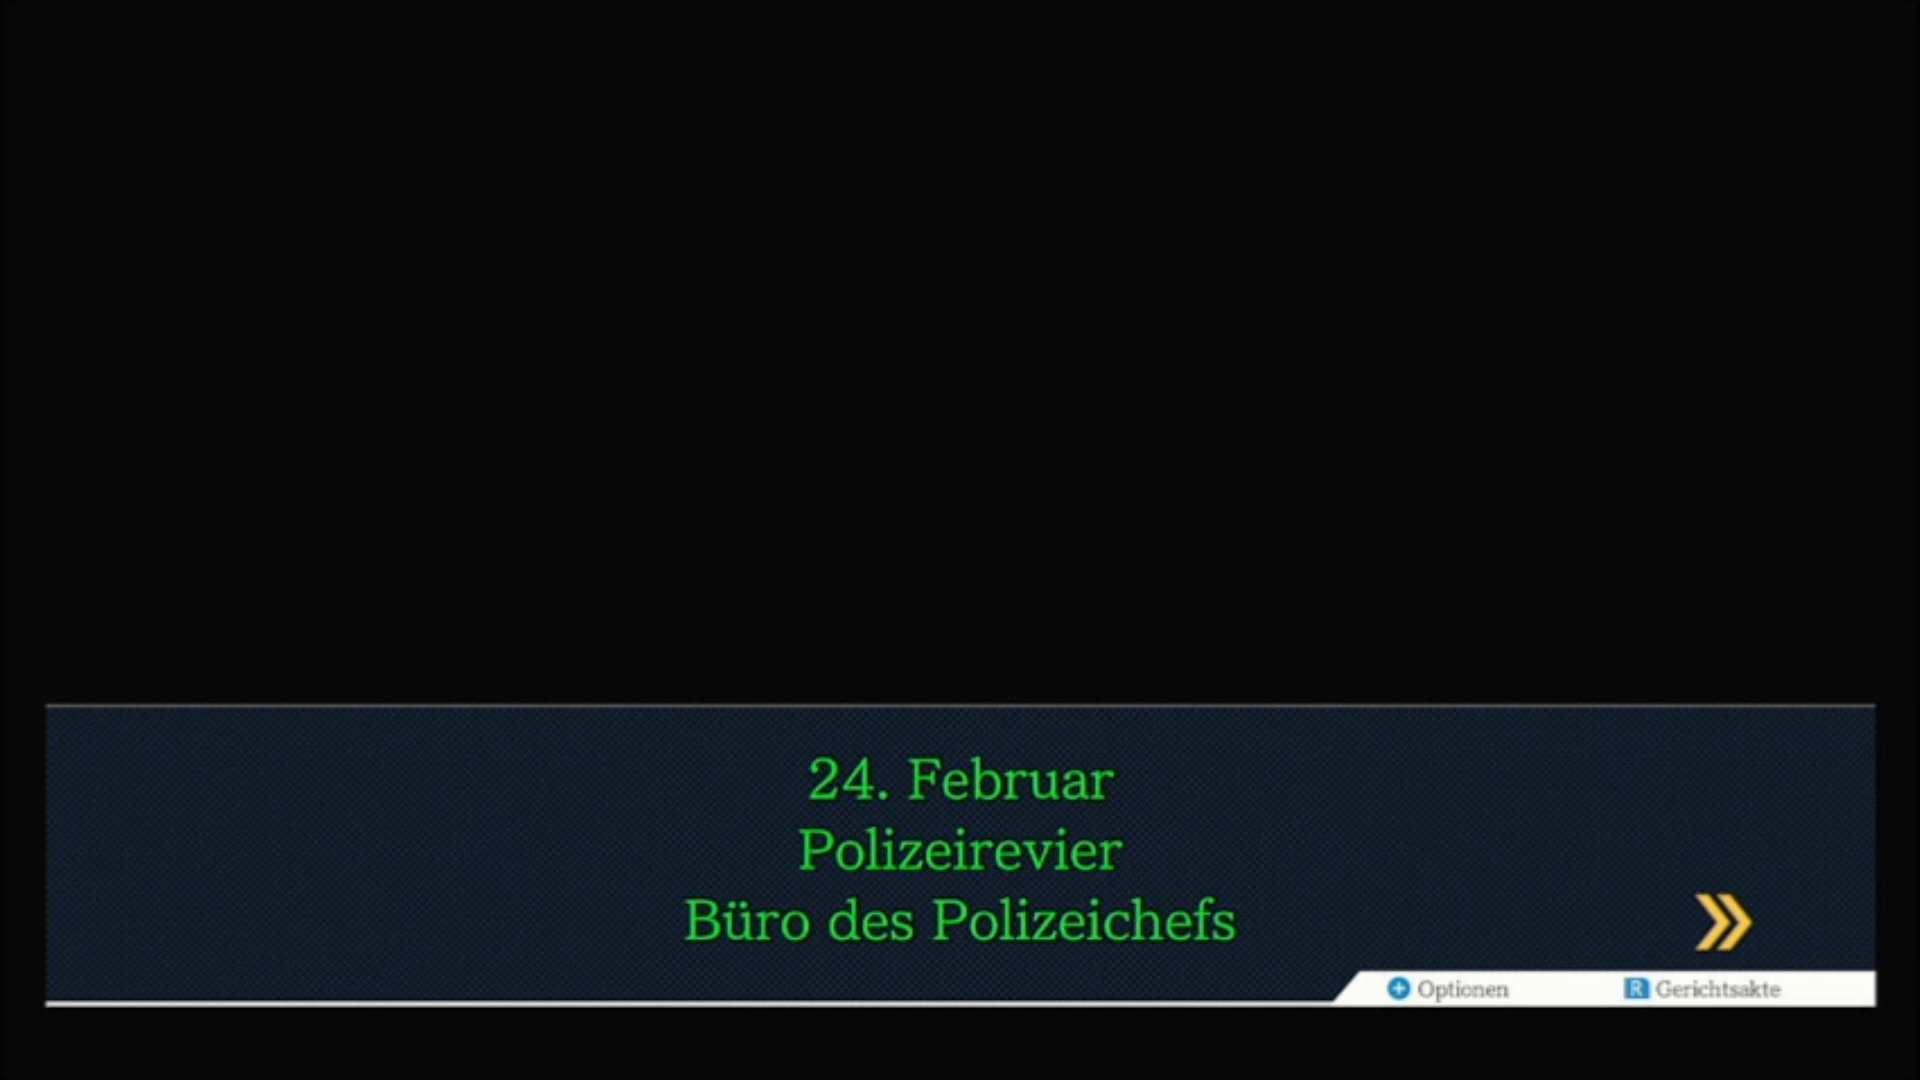 24. Februar
Polizeirevier
Büro des Polizeichefs
+ Optionen R Gerichtsakte